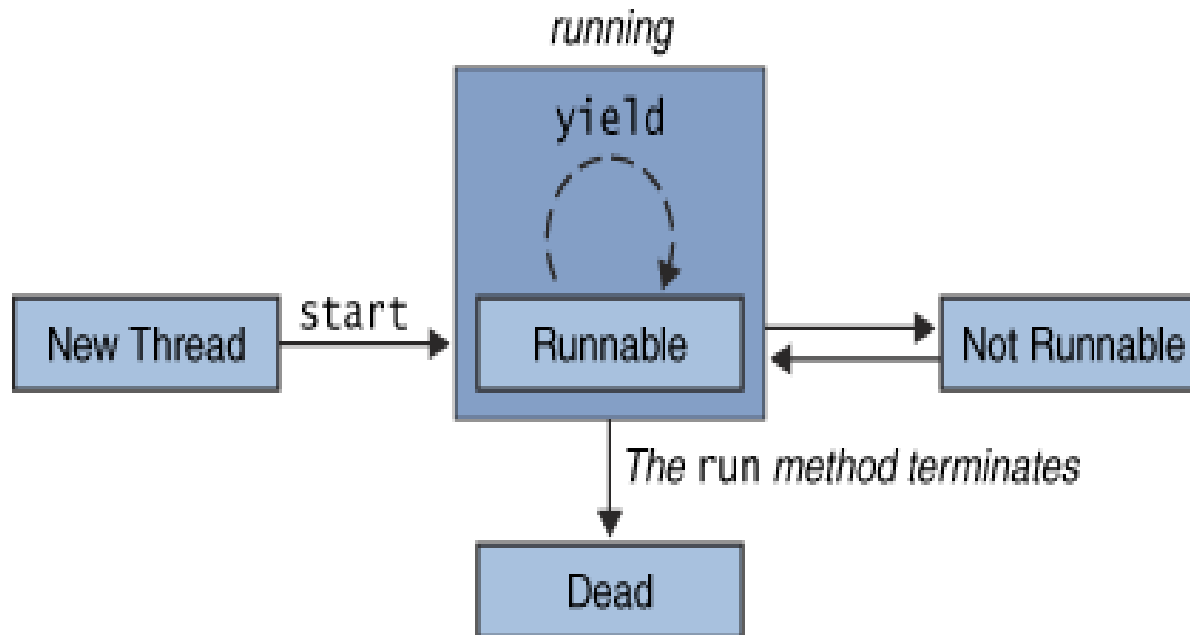 running
yield
New Thread
start
Runnable
Not Runnable
The run method terminates
Dead